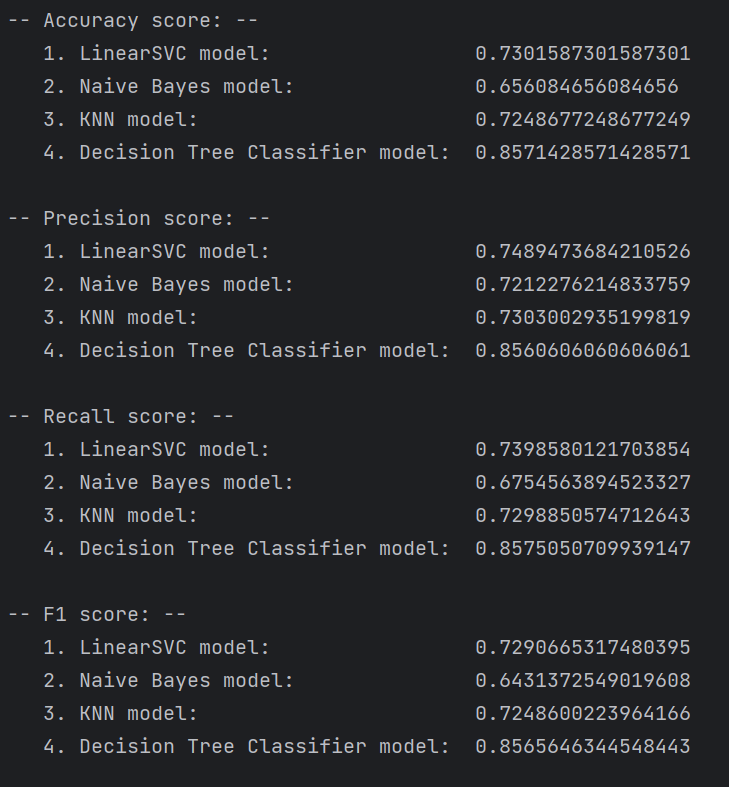 -- Accuracy score: --
1. LinearSVC model: 0.7301587301587301
2. Naive Bayes model: 0.656084656084656
3. KNN model: 0.7248677248677249
4. Decision Tree Classifier model: 0.8571428571428571
-- Precision score: --
1. LinearSVC model: 0.7489473684210526
2. Naive Bayes model: 0.7212276214833759
3. KNN model: 0.7303002935199819
4. Decision Tree Classifier model: 0.8560606060606061
-- Recall score: --
1. LinearSVC model: 0.7398580121703854
2. Naive Bayes model: 0.6754563894523327
3. KNN model: 0.7298850574712643
4. Decision Tree Classifier model: 0.8575050709939147
-- F1 score: --
1. LinearSVC model: 0.7290665317480395
2. Naive Bayes model: 0.6431372549019608
3. KNN model: 0.7248600223964166
4. Decision Tree Classifier model: 0.8565646344548443